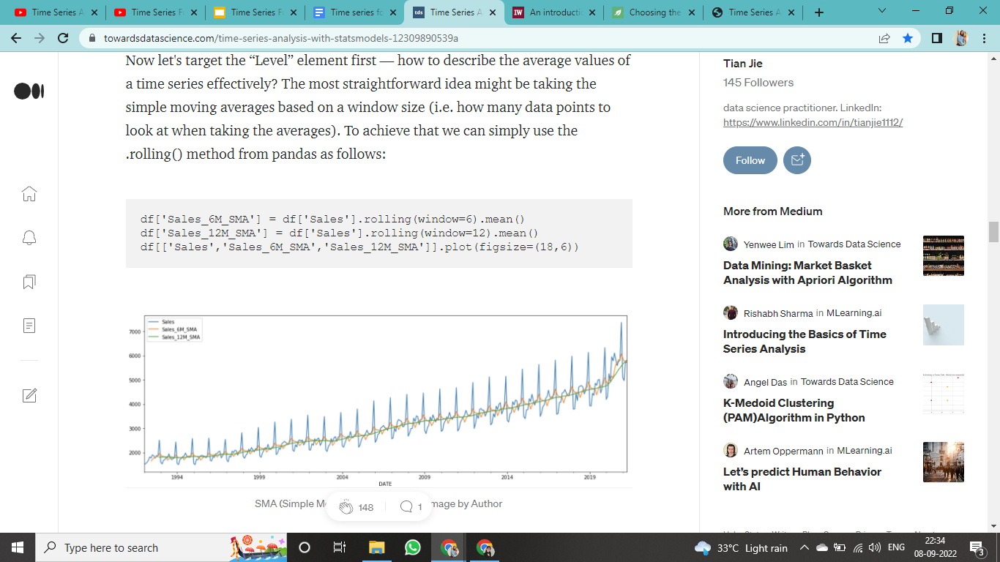 Time Series A
Time Series F
Time Series F
Time series fo
tds
Time Series A
IW
An introducti
Choosing the
Time Series A
towardsdatascience.com/time-series-analysis-with-statsmodels-12309890539a
Now let's target the “Level” element first — how to describe the average values of
a time series effectively? The most straightforward idea might be taking the
simple moving averages based on a window size (i.e. how many data points to
look at when taking the averages). To achieve that we can simply use the
.rolling() method from pandas as follows:
df['Sales_6M_SMA'] = df['Sales'].rolling(window=6).mean()
df['Sales_12M_SMA'] = df['Sales'].rolling(window=12).mean()
df[['Sales','Sales_6M_SMA','Sales_12M_SMA']].plot(figsize=(18,6))
Sales
Sales_6M_SMA
Sales_12M_SMA
7000
6000
5000
4000
3000
2000
1994 1999 2004 2009 2014 2019
DATE
SMA (Simple M mage by Author
148 1
Tian Jie
145 Followers
data science practitioner. LinkedIn:
https://www.linkedin.com/in/tianjie1112/
Follow
More from Medium
Yenwee Lim in Towards Data Science
Data Mining: Market Basket
Analysis with Apriori Algorithm
Rishabh Sharma in MLearning.ai
Introducing the Basics of Time
Series Analysis
Angel Das in Towards Data Science
K-Medoid Clustering
(PAM)Algorithm in Python
Artem Oppermann in MLearning.ai
Let’s predict Human Behavior
with AI
Type here to search
33°C Light rain
ENG
22:34
08-09-2022
3